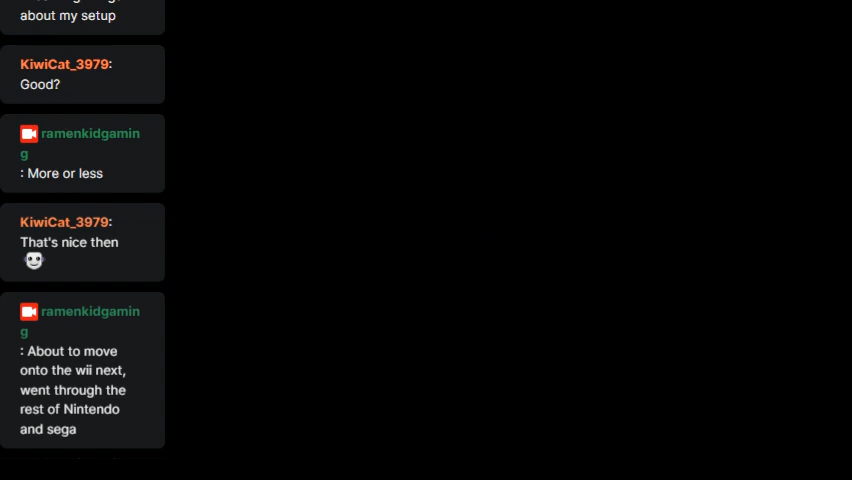 about my setup
KiwiCat_3979:
Good?
ramenkidgamin
g
: More or less
KiwiCat_3979:
That's nice then
ramenkidgamin
g
: About to move
onto the wii next,
went through the
rest of Nintendo
and sega